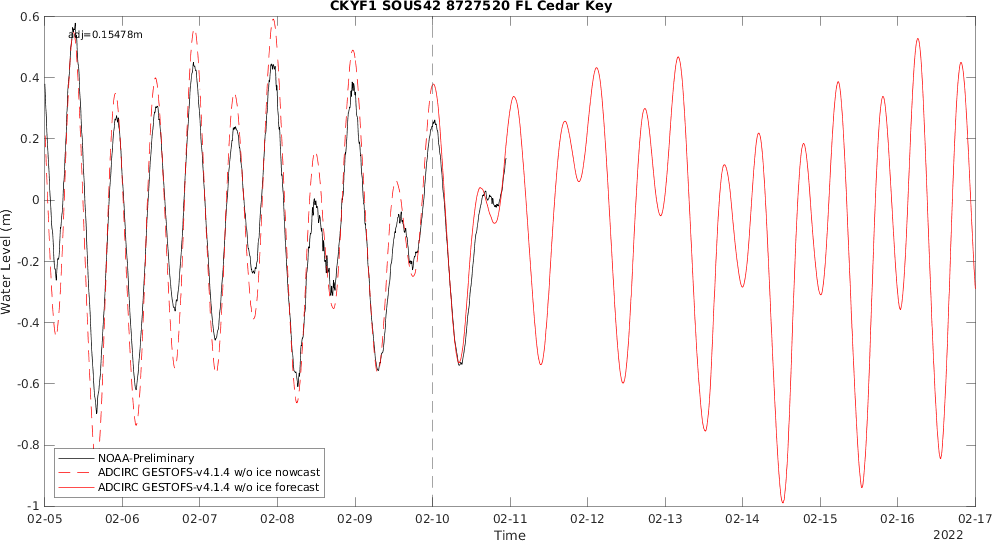 CKYF1 SOUS42 8727520 FL Cedar Key
adj=0.15478m
0.6
0.4
0.2
0
-0.2
-0.4
-0.6
-0.8
-1
Water Level (m)
NOAA-Preliminary
ADCIRC GESTOFS-v4.1.4 w/o ice nowcast
ADCIRC GESTOFS-v4.1.4 w/o ice forecast
02-05 02-06 02-07 02-08 02-09 02-10 02-11 02-12 02-13 02-14 02-15 02-16 02-17
Time
2022